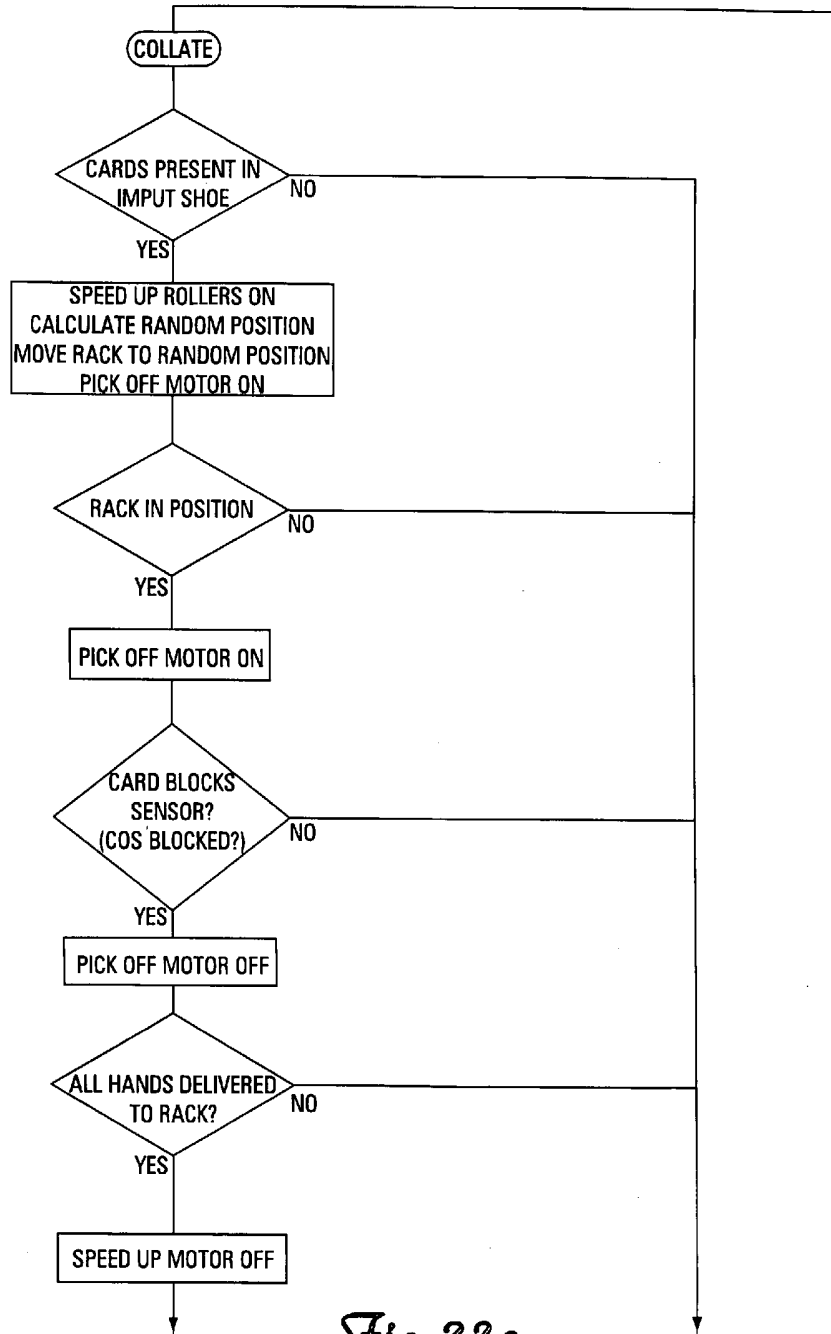 COLLATE
CARDS PRESENT IN
IMPUT SHOE
NO
YES
SPEED UP ROLLERS ON
CALCULATE RANDOM POSITION
MOVE RACK TO RANDOM POSITION
PICK OFF MOTOR ON
RACK IN POSITION
NO
YES
PICK OFF MOTOR ON
CARD BLOCKS
SENSOR?
(COS BLOCKED?)
NO
YES
PICK OFF MOTOR OFF
ALL HANDS DELIVERED
TO RACK?
NO
YES
SPEED UP MOTOR OFF